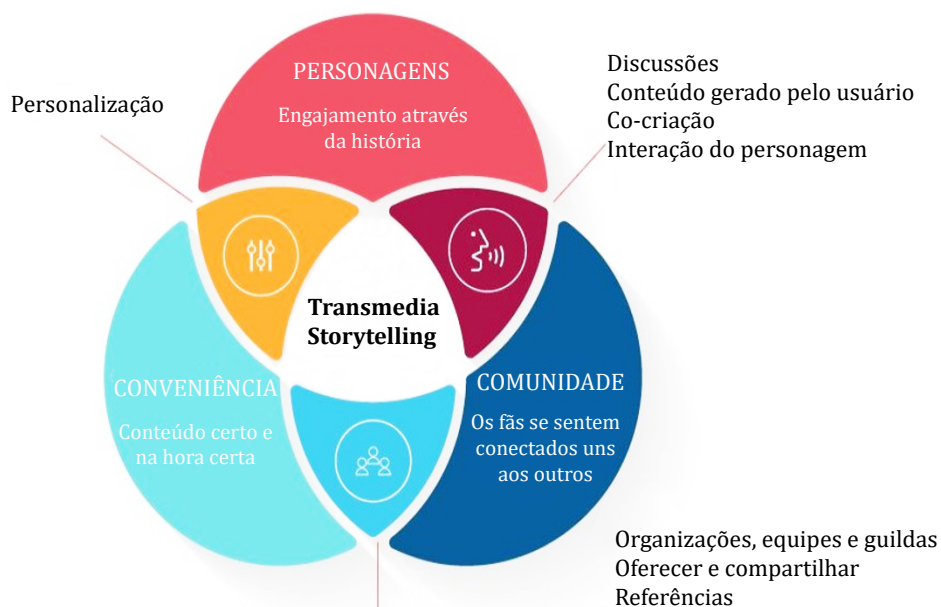 PERSONAGENS
Engajamento através
da história
Personalização
Discussões
Conteúdo gerado pelo usuário
Co-criação
Interação do personagem
Transmedia
Storytelling
CONVENIÊNCIA
Conteúdo certo e
na hora certa
COMUNIDADE
Os fãs se sentem
conectados uns
aos outros
Organizações, equipes e guildas
Oferecer e compartilhar
Referências